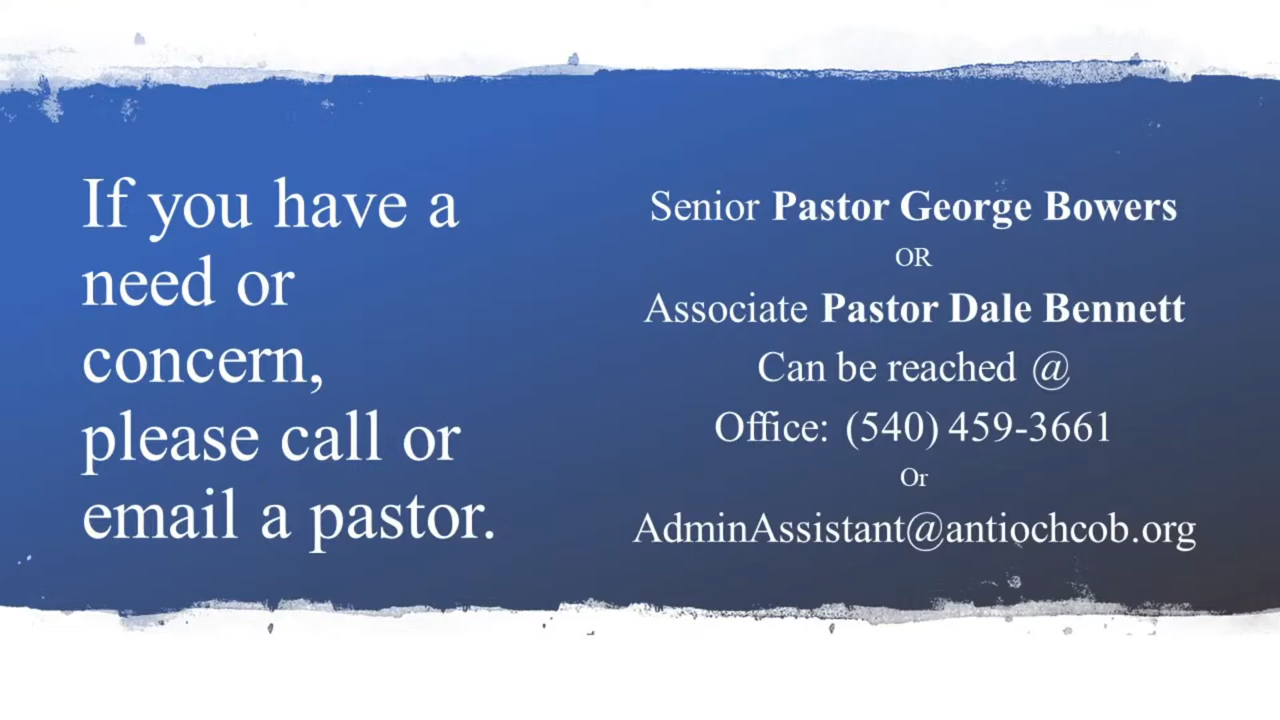 If you have a
need or
concern,
please call or
email a pastor.
Senior Pastor George Bowers
OR
Associate Pastor Dale Bennett
Can be reached @
Office: (540) 459-3661
Or
AdminAssistant@antiochcob.org